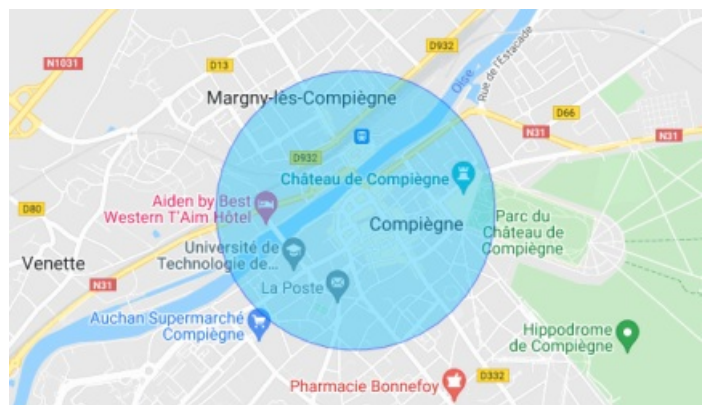 D932
N1031
D13
Oise
Rue de l'Estacade
Margny-lès-Compiègne
D66
N31
N31
D932
Château de Compiègne
Aiden by Best
Western T'Aim Hôtel
D80
Compiègne
Parc du
Château de
Compiègne
Université de
Technologie de...
Venette
N31
La Poste
Auchan Supermarché
Compiègne
Hippodrome
de Compiègne
Pharmacie Bonnefoy
D332